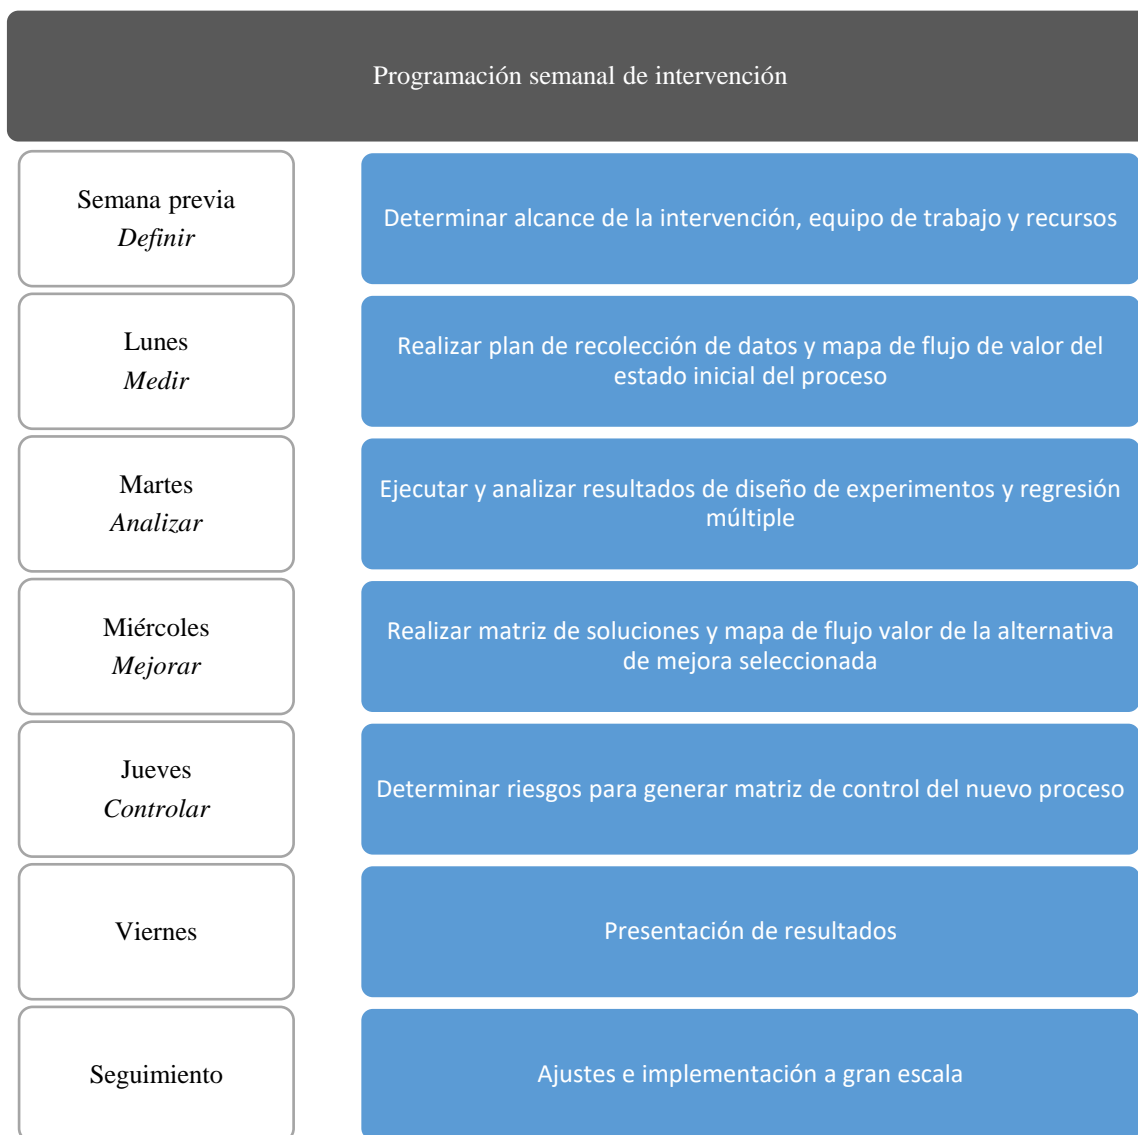 Programación semanal de intervención
Semana previa
Definir
Determinar alcance de la intervención, equipo de trabajo y recursos
Lunes
Medir
Realizar plan de recolección de datos y mapa de flujo de valor del
estado inicial del proceso
Martes
Analizar
Ejecutar y analizar resultados de diseño de experimentos y regresión
múltiple
Miércoles
Mejorar
Realizar matriz de soluciones y mapa de flujo valor de la alternativa
de mejora seleccionada
Jueves
Controlar
Determinar riesgos para generar matriz de control del nuevo proceso
Viernes
Presentación de resultados
Seguimiento
Ajustes e implementación a gran escala